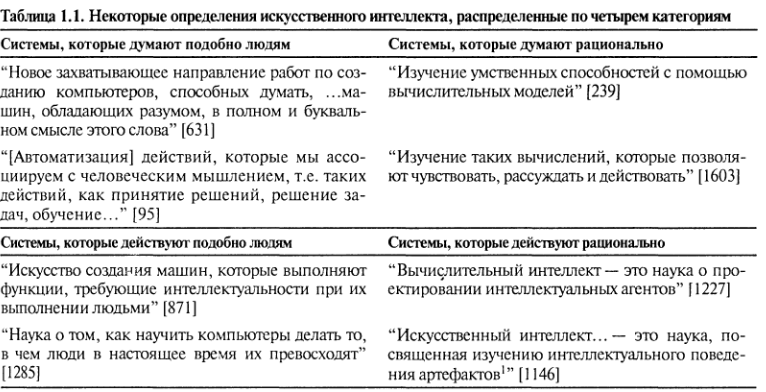 Таблица 1.1. Некоторые определения искусственного интеллекта, распределенные по четырем категориям
Системы, которые думают подобно людям
Системы, которые думают рационально
“Новое захватывающее направление работ по соз-
данию компьютеров, способных думать, …ма-
шин, обладающих разумом, в полном и букваль-
ном смысле этого слова” [631]
“Изучение умственных способностей с помощью
вычислительных моделей” [239]
“[Автоматизация] действий, которые мы ассо-
циируем с человеческим мышлением, т.е. таких
действий, как принятие решений, решение за-
дач, обучение…” [95]
“Изучение таких вычислений, которые позволя-
ют чувствовать, рассуждать и действовать” [1603]
Системы, которые действуют подобно людям
Системы, которые действуют рационально
“Искусство создания машин, которые выполняют
функции, требующие интеллектуальности при их
выполнении людьми” [871]
“Вычислительный интеллект — это наука о про-
ектировании интеллектуальных агентов” [1227]
“Наука о том, как научить компьютеры делать то,
в чем люди в настоящее время их превосходят”
[1285]
“Искусственный интеллект… — это наука, по-
священная изучению интеллектуального поведе-
ния артефактов¹” [1146]